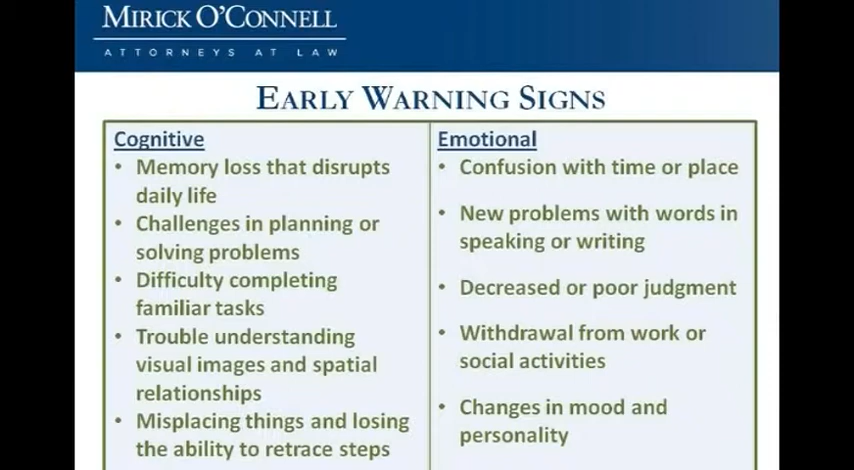 MIRICK O'CONNELL
ATTORNEYS AT LAW
EARLY WARNING SIGNS
Cognitive
• Memory loss that disrupts
daily life
• Challenges in planning or
solving problems
• Difficulty completing
familiar tasks
• Trouble understanding
visual images and spatial
relationships
• Misplacing things and losing
the ability to retrace steps
Emotional
• Confusion with time or place
• New problems with words in
speaking or writing
• Decreased or poor judgment
• Withdrawal from work or
social activities
• Changes in mood and
personality